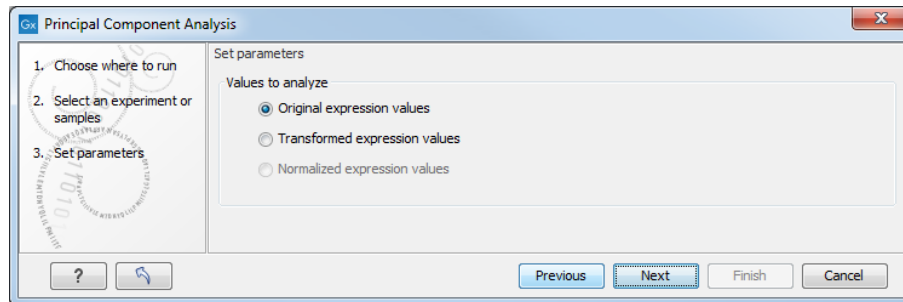 Gx Principal Component Analysis
X
1. Choose where to run
2. Select an experiment or
samples
3. Set parameters
Set parameters
Values to analyze
Original expression values
Transformed expression values
Normalized expression values
?
Previous
Next
Finish
Cancel